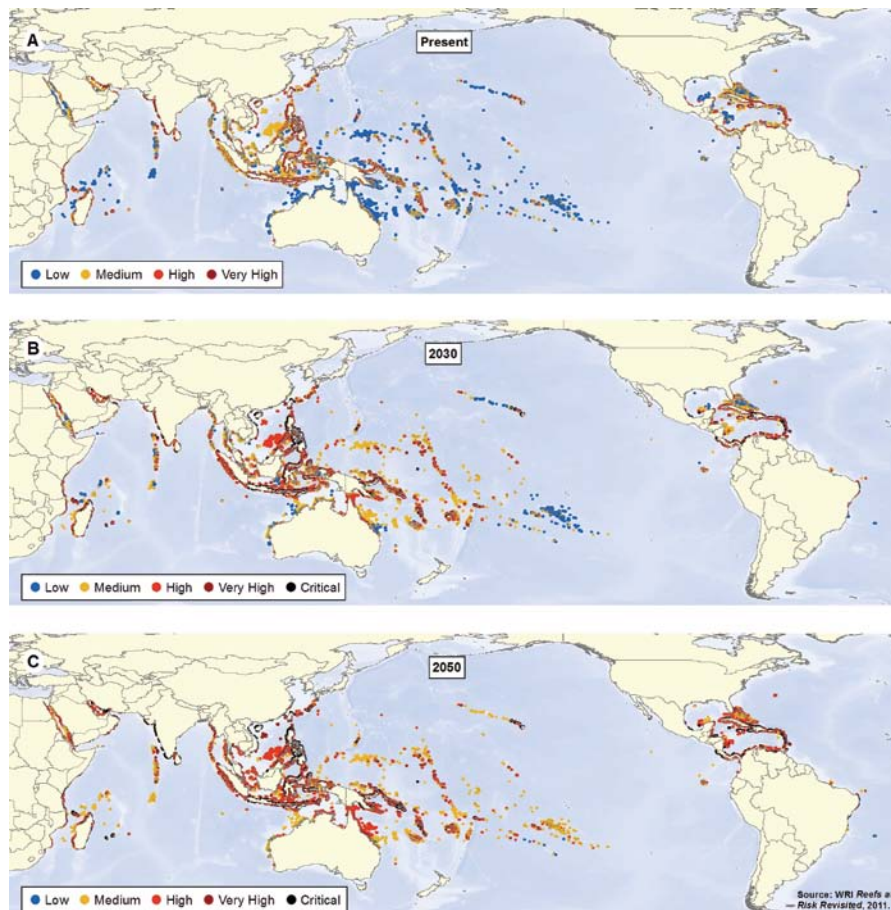 A
Present
Low Medium High Very High
B
2030
Low Medium High Very High Critical
C
2050
Low Medium High Very High Critical
Source: WRI Reefs a
— Risk Revisited, 2011.